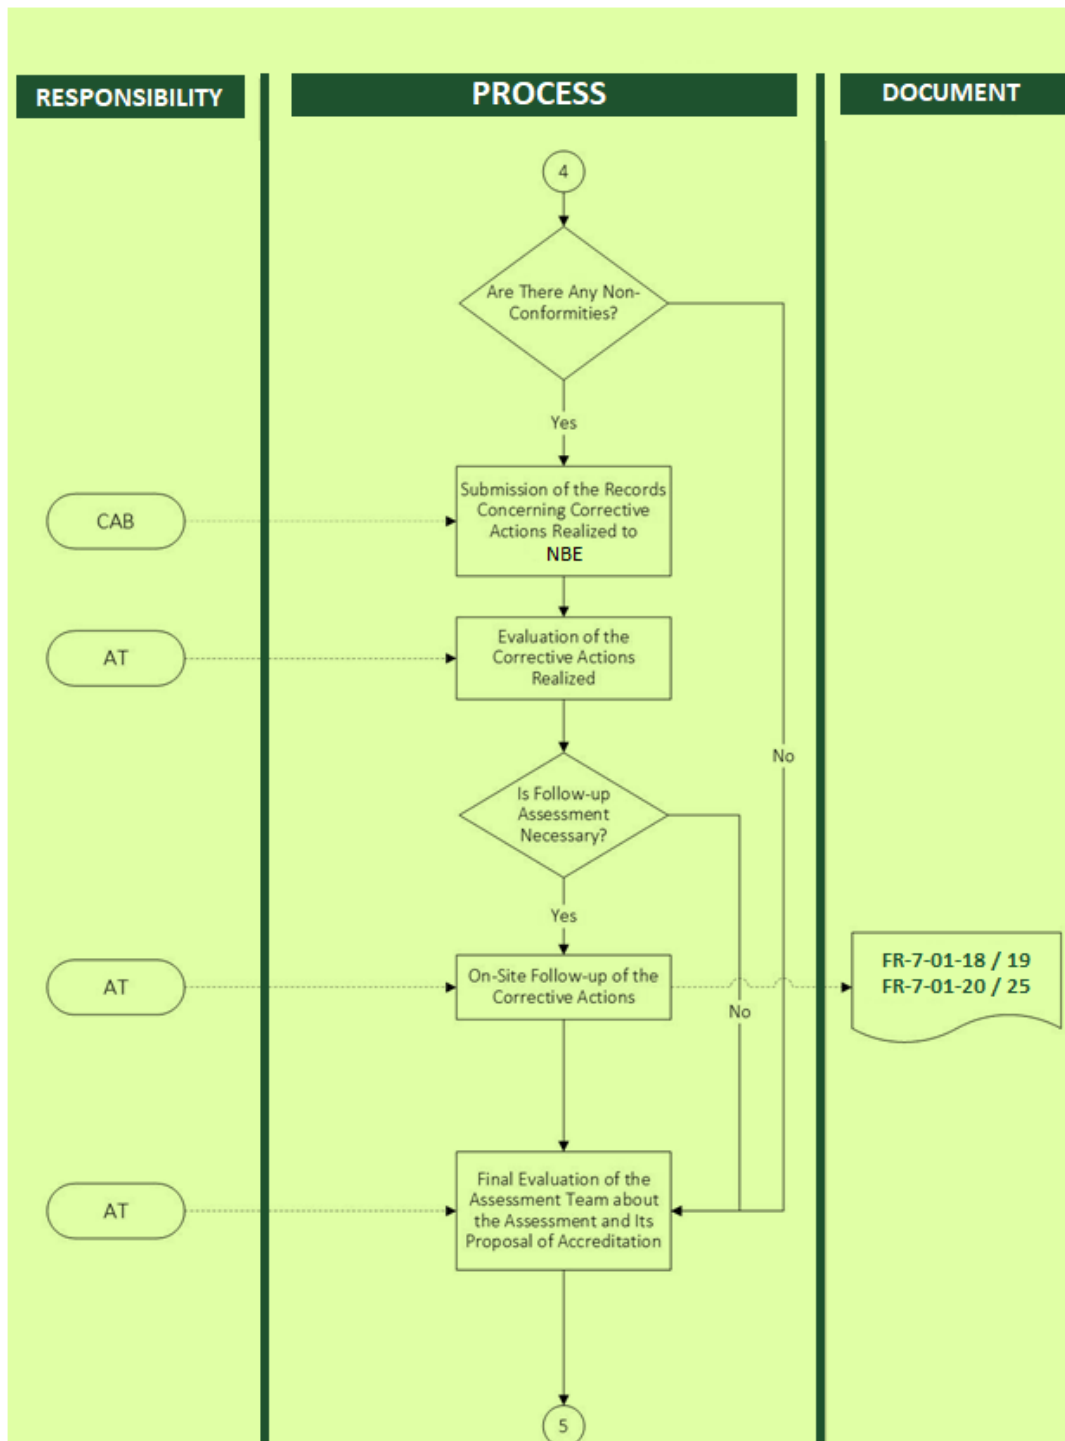 RESPONSIBILITY
PROCESS
DOCUMENT
4
Are There Any Non-
Conformities?
Yes
CAB
Submission of the Records
Concerning Corrective
Actions Realized to
NBE
AT
Evaluation of the
Corrective Actions
Realized
No
Is Follow-up
Assessment
Necessary?
Yes
AT
On-Site Follow-up of the
Corrective Actions
FR-7-01-18 / 19
FR-7-01-20 / 25
No
AT
Final Evaluation of the
Assessment Team about
the Assessment and Its
Proposal of Accreditation
5